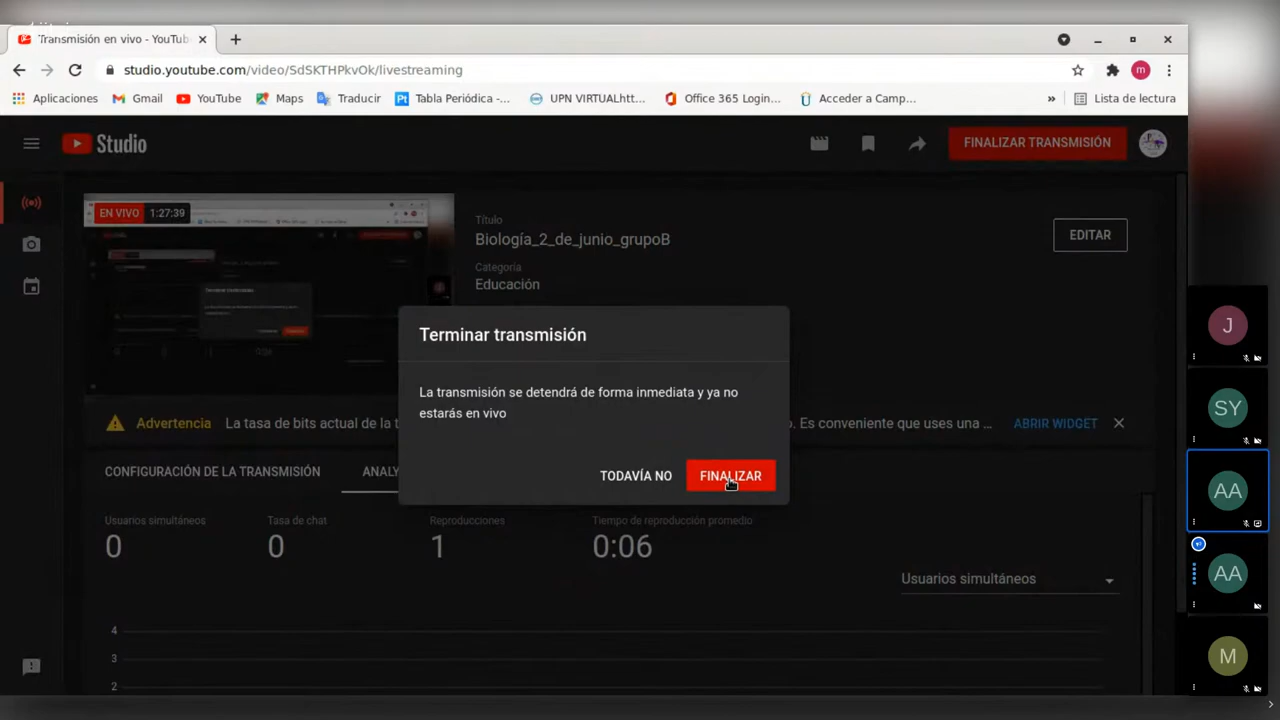 Transmisión en vivo - YouTub
studio.youtube.com/video/SdSKTHPkvOk/livestreaming
m
Aplicaciones Gmail YouTube Maps Traducir Tabla Periódica -... UPN VIRTUALhtt... Office 365 Login... Acceder a Camp... » Lista de lectura
Studio
FINALIZAR TRANSMISIÓN
EN VIVO 1:27:39
Título
Biología_2_de_junio_grupoB
EDITAR
Categoría
Educación
Terminar transmisión
La transmisión se detendrá de forma inmediata y ya no
estarás en vivo
TODAVÍA NO FINALIZAR
Advertencia La tasa de bits actual de la t o. Es conveniente que uses una ... ABRIR WIDGET
CONFIGURACIÓN DE LA TRANSMISIÓN ANALY
Usuarios simultáneos Tasa de chat Reproducciones Tiempo de reproducción promedio
0 0 1 0:06
Usuarios simultáneos
4
3
2
J
SY
AA
AA
M